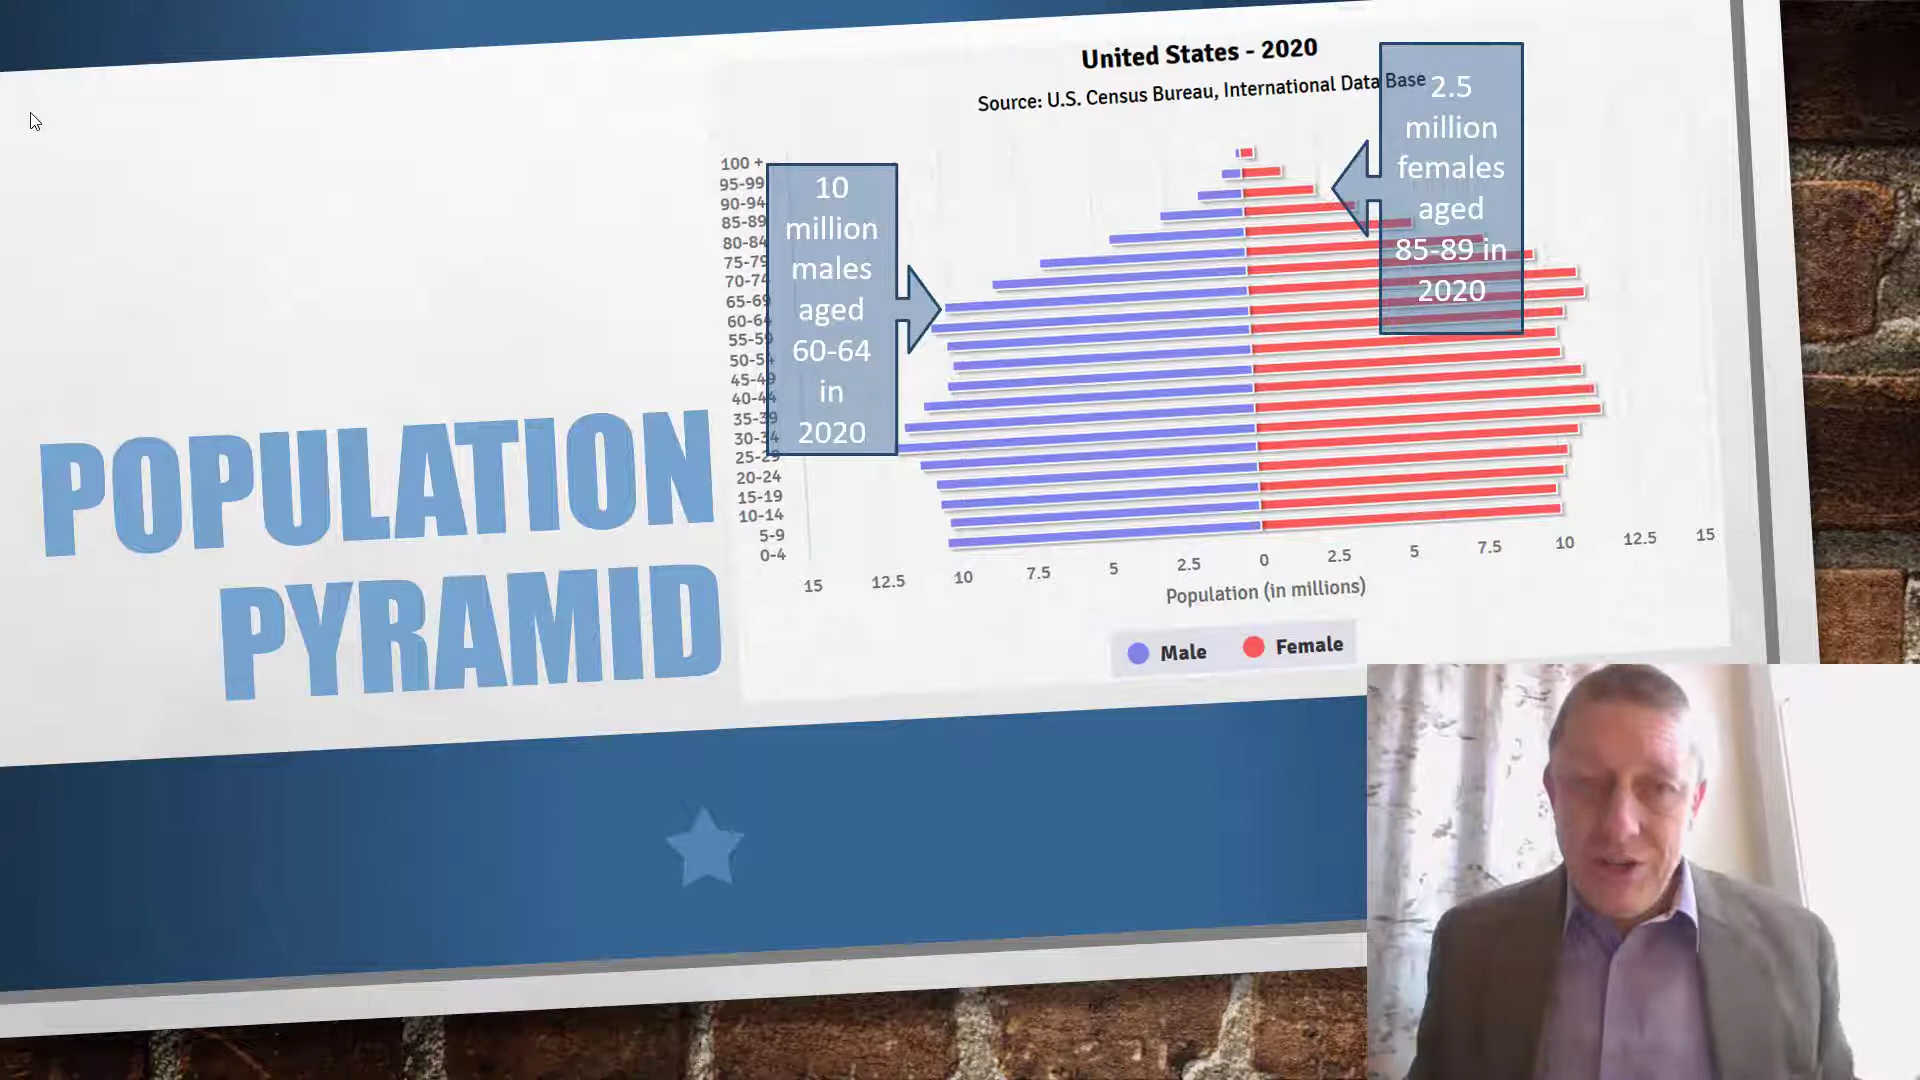 POPULATION
PYRAMID
United States - 2020
Source: U.S. Census Bureau, International Data Base
100 +
95-99
90-94
85-89
80-84
75-79
70-74
65-69
60-64
55-59
50-54
45-49
40-44
35-39
30-34
25-29
20-24
15-19
10-14
5-9
0-4
10
million
males
aged
60-64
in
2020
2.5
million
females
aged
85-89 in
2020
15 12.5 10 7.5 5 2.5 0 2.5 5 7.5 10 12.5 15
Population (in millions)
Male Female